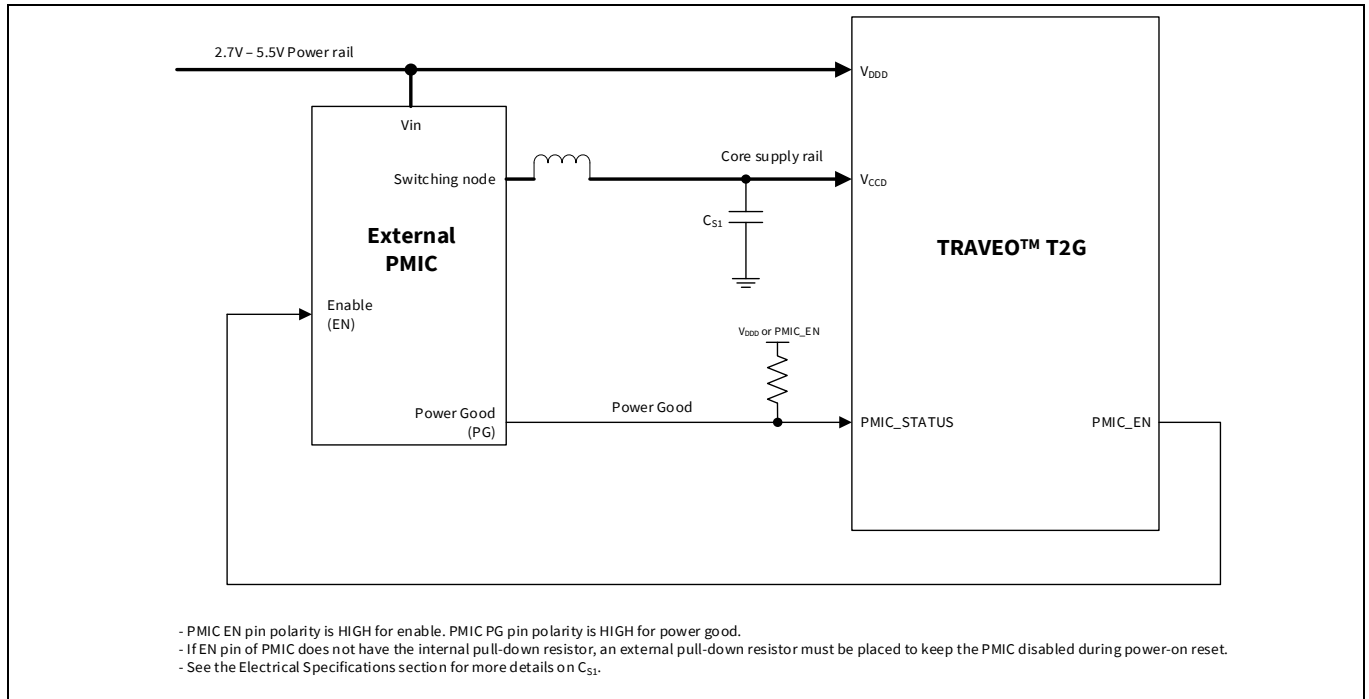 2.7V – 5.5V Power rail
VDDD
Vin
Core supply rail
Switching node
VCCD
CS1
External
PMIC
TRAVEO™ T2G
Enable
(EN)
VDDD or PMIC_EN
Power Good
(PG)
Power Good
PMIC_STATUS
PMIC_EN
- PMIC EN pin polarity is HIGH for enable. PMIC PG pin polarity is HIGH for power good.
- If EN pin of PMIC does not have the internal pull-down resistor, an external pull-down resistor must be placed to keep the PMIC disabled during power-on reset.
- See the Electrical Specifications section for more details on CS1.